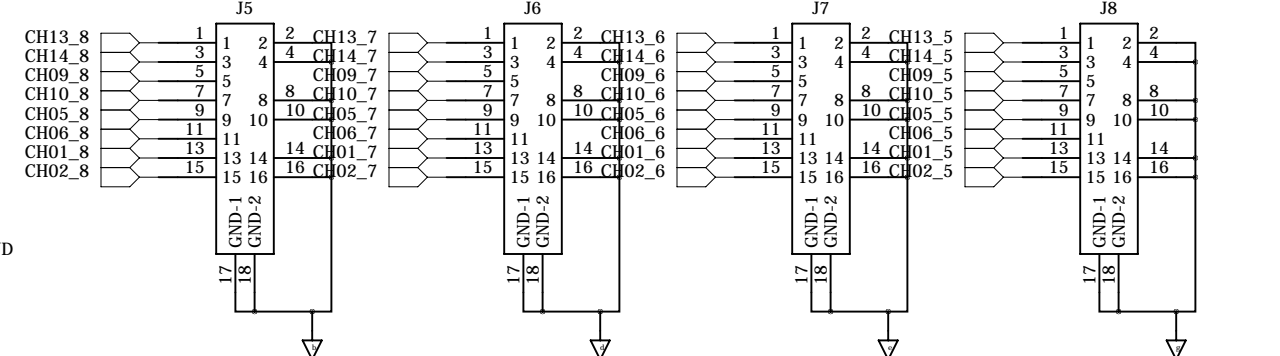 J5 J6 J7 J8
CH13_8 1 1 2 2 CH13_7 1 1 2 2 CH13_6 1 1 2 2 CH13_5 1 1 2 2
CH14_8 3 3 4 4 CH14_7 3 3 4 4 CH14_6 3 3 4 4 CH14_5 3 3 4 4
CH09_8 5 5 CH09_7 5 5 CH09_6 5 5 CH09_5 5 5
CH10_8 7 7 8 8 CH10_7 7 7 8 8 CH10_6 7 7 8 8 CH10_5 7 7 8 8
CH05_8 9 9 10 10 CH05_7 9 9 10 10 CH05_6 9 9 10 10 CH05_5 9 9 10 10
CH06_8 11 11 CH06_7 11 11 CH06_6 11 11 CH06_5 11 11
CH01_8 13 13 14 14 CH01_7 13 13 14 14 CH01_6 13 13 14 14 CH01_5 13 13 14 14
CH02_8 15 15 16 16 CH02_7 15 15 16 16 CH02_6 15 15 16 16 CH02_5 15 15 16 16
GND-1 GND-2 GND-1 GND-2 GND-1 GND-2 GND-1 GND-2
17 18 17 18 17 18 17 18